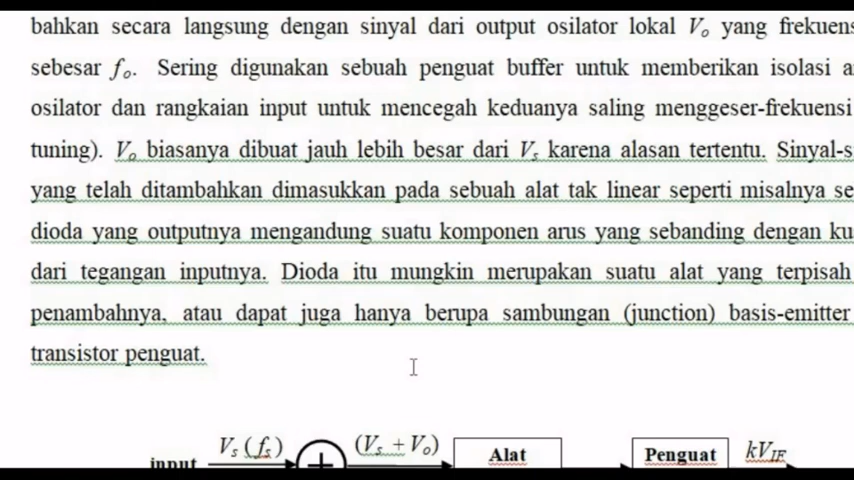 bahkan secara langsung dengan sinyal dari output osilator lokal Vo yang
sebesar fo. Sering digunakan sebuah penguat buffer untuk memberikan isolasi
osilator dan rangkaian input untuk mencegah keduanya saling menggeser-frekuensi
tuning). Vo biasanya dibuat jauh lebih besar dari Vs karena alasan tertentu. Sinyal-s
yang telah ditambahkan dimasukkan pada sebuah alat tak linear seperti misalnya se
dioda yang outputnya mengandung suatu komponen arus yang sebanding dengan ku
dari tegangan inputnya. Dioda itu mungkin merupakan suatu alat yang terpisah
penambahnya, atau dapat juga hanya berupa sambungan (junction) basis-emitter
transistor penguat.
Vs (fs) (Vs + Vo) kVIF
input + Alat Penguat